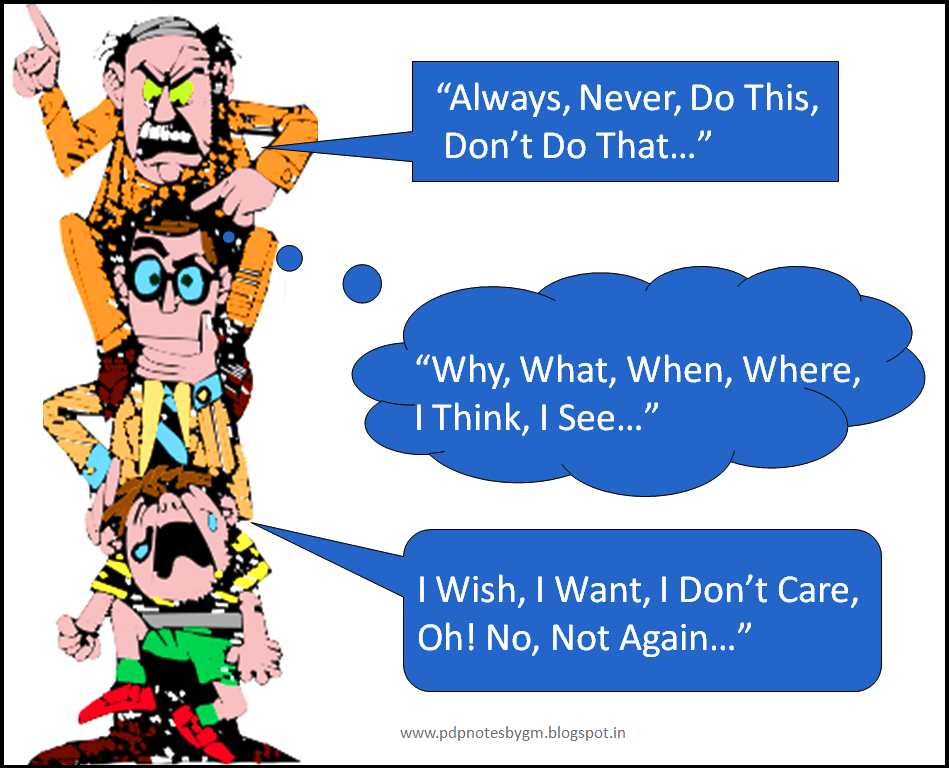 “Always, Never, Do This,
Don’t Do That…”
“Why, What, When, Where,
I Think, I See…”
I Wish, I Want, I Don’t Care,
Oh! No, Not Again…”
www.pdpnotesbygm.blogspot.in